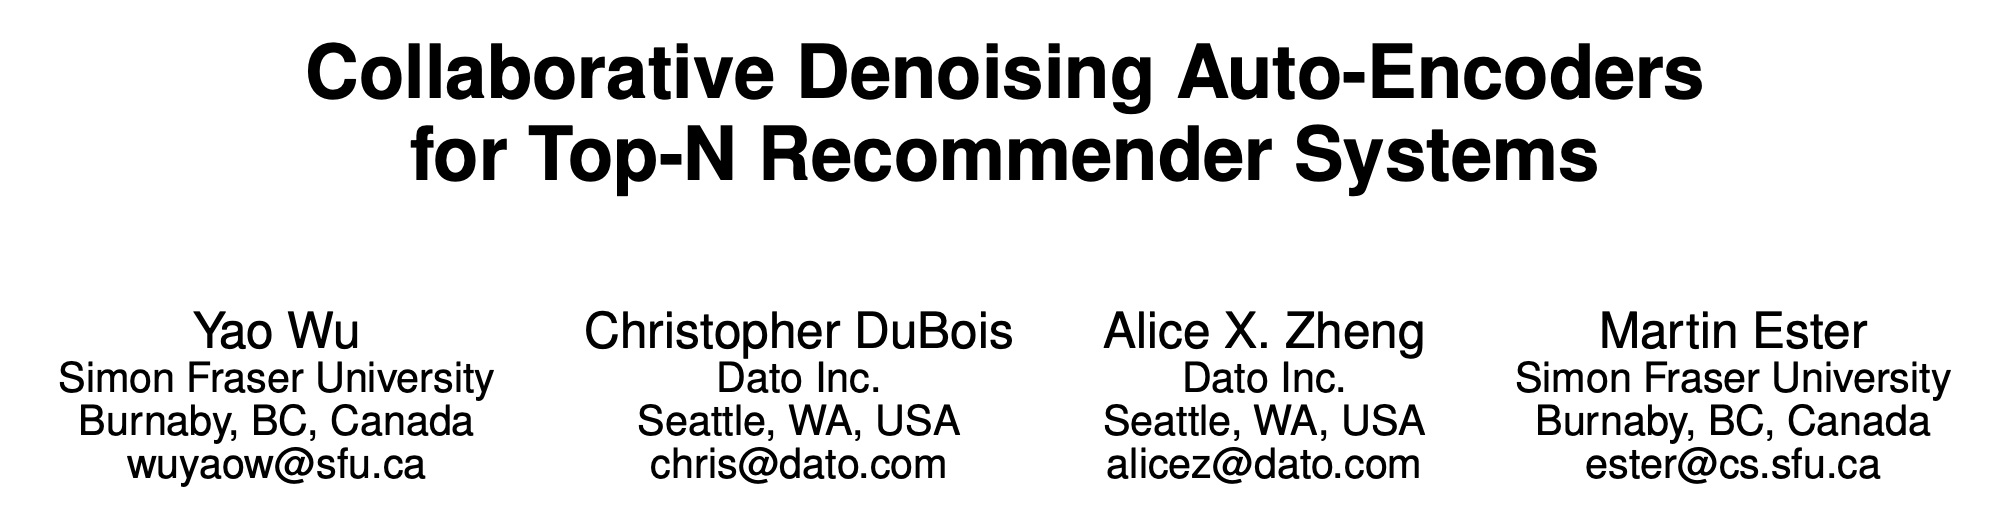 Collaborative Denoising Auto-Encoders
for Top-N Recommender Systems
Yao Wu
Simon Fraser University
Burnaby, BC, Canada
wuyaow@sfu.ca
Christopher DuBois
Dato Inc.
Seattle, WA, USA
chris@dato.com
Alice X. Zheng
Dato Inc.
Seattle, WA, USA
alicez@dato.com
Martin Ester
Simon Fraser University
Burnaby, BC, Canada
ester@cs.sfu.ca